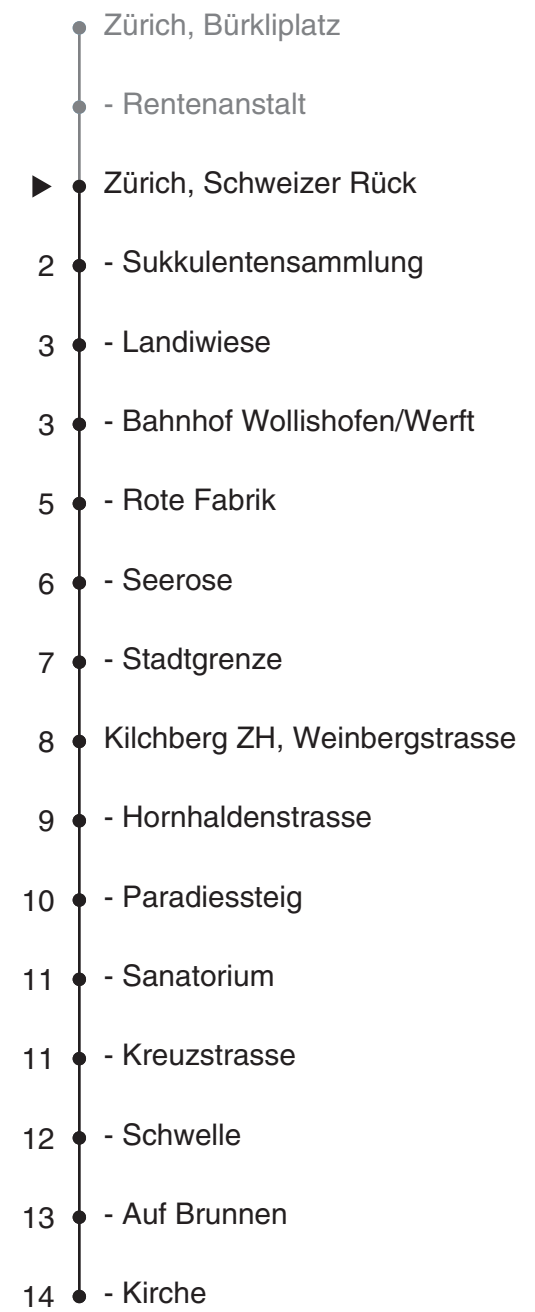 Zürich, Bürkliplatz
- Rentenanstalt
Zürich, Schweizer Rück
2 - Sukkulentensammlung
3 - Landiwiese
3 - Bahnhof Wollishofen/Werft
5 - Rote Fabrik
6 - Seerose
7 - Stadtgrenze
8 Kilchberg ZH, Weinbergstrasse
9 - Hornhaldenstrasse
10 - Paradiessteig
11 - Sanatorium
11 - Kreuzstrasse
12 - Schwelle
13 - Auf Brunnen
14 - Kirche